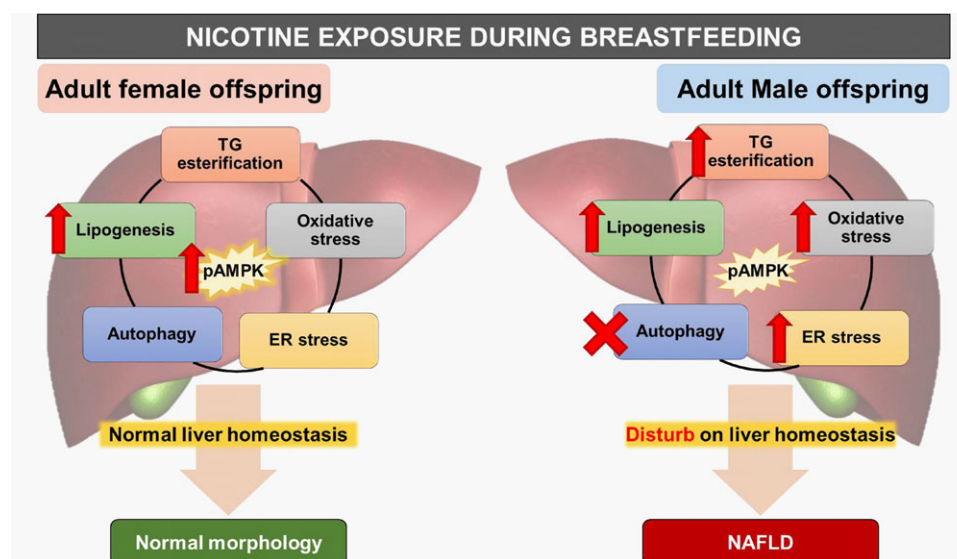 NICOTINE EXPOSURE DURING BREASTFEEDING
Adult female offspring
TG
esterification
Lipogenesis
Oxidative
stress
pAMPK
Autophagy
ER stress
Normal liver homeostasis
Normal morphology
Adult Male offspring
TG
esterification
Lipogenesis
Oxidative
stress
pAMPK
Autophagy
ER stress
Disturb on liver homeostasis
NAFLD